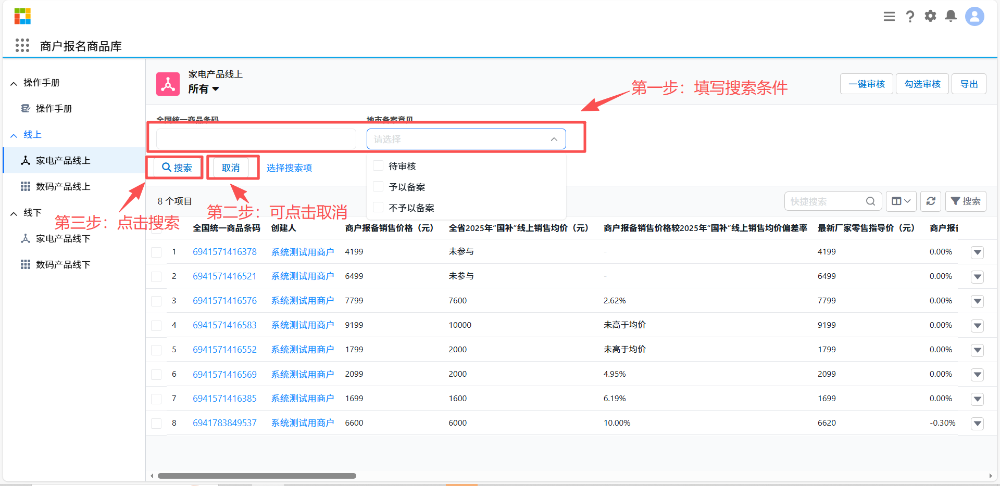 商户报名商品库
操作手册
操作手册
线上
家电产品线上
数码产品线上
线下
家电产品线下
数码产品线下
家电产品线上
所有
第一步：填写搜索条件
一键审核
勾选审核
导出
全国统一商品条码
地市备案意见
请选择
搜索
取消
选择搜索项
待审核
予以备案
不予以备案
第三步：点击搜索
第二步：可点击取消
8 个项目
快捷搜索
搜索
全国统一商品条码 创建人 商户报备销售价格（元） 全省2025年“国补”线上销售均价（元） 商户报备销售价格较2025年“国补”线上销售均价偏差率 最新厂家零售指导价（元） 商户报备
1 6941571416378 系统测试用商户 4199 未参与 - 4199 0.00%
2 6941571416521 系统测试用商户 6499 未参与 - 6499 0.00%
3 6941571416576 系统测试用商户 7799 7600 2.62% 7799 0.00%
4 6941571416583 系统测试用商户 9199 10000 未高于均价 9199 0.00%
5 6941571416552 系统测试用商户 1799 2000 未高于均价 1799 0.00%
6 6941571416569 系统测试用商户 2099 2000 4.95% 2099 0.00%
7 6941571416385 系统测试用商户 1699 1600 6.19% 1699 0.00%
8 6941783849537 系统测试用商户 6600 6000 10.00% 6620 -0.30%